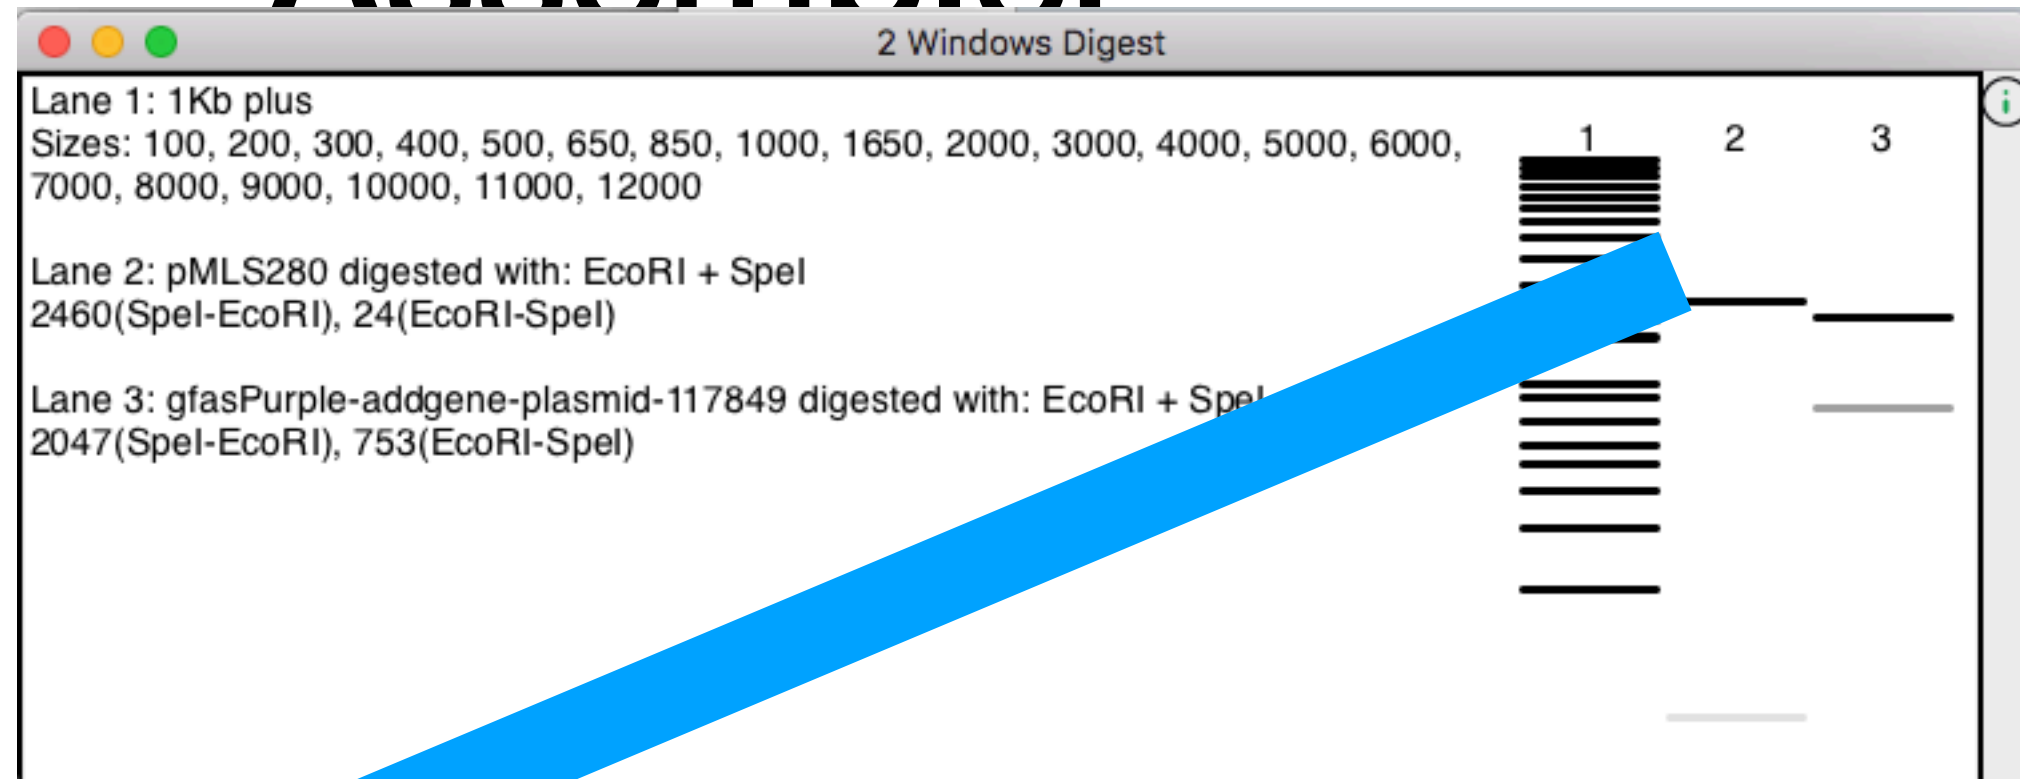 2 Windows Digest
Lane 1: 1Kb plus
Sizes: 100, 200, 300, 400, 500, 650, 850, 1000, 1650, 2000, 3000, 4000, 5000, 6000,
7000, 8000, 9000, 10000, 11000, 12000
1 2 3
Lane 2: pMLS280 digested with: EcoRI + SpeI
2460(SpeI-EcoRI), 24(EcoRI-SpeI)
Lane 3: gfasPurple-addgene-plasmid-117849 digested with: EcoRI + SpeI
2047(SpeI-EcoRI), 753(EcoRI-SpeI)